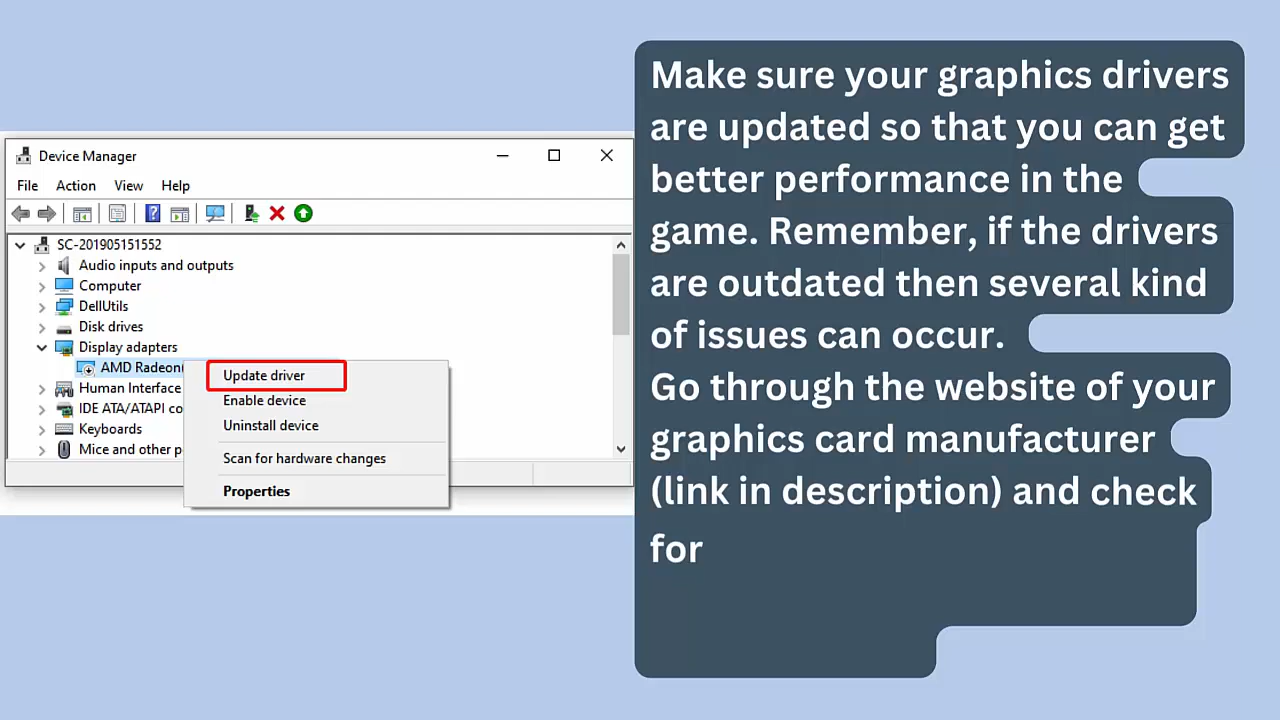 Device Manager
File Action View Help
SC-201905151552
Audio inputs and outputs
Computer
DellUtils
Disk drives
Display adapters
AMD Radeon(
Human Interface
IDE ATA/ATAPI co
Keyboards
Mice and other p
Update driver
Enable device
Uninstall device
Scan for hardware changes
Properties
Make sure your graphics drivers
are updated so that you can get
better performance in the
game. Remember, if the drivers
are outdated then several kind
of issues can occur.
Go through the website of your
graphics card manufacturer
(link in description) and check
for